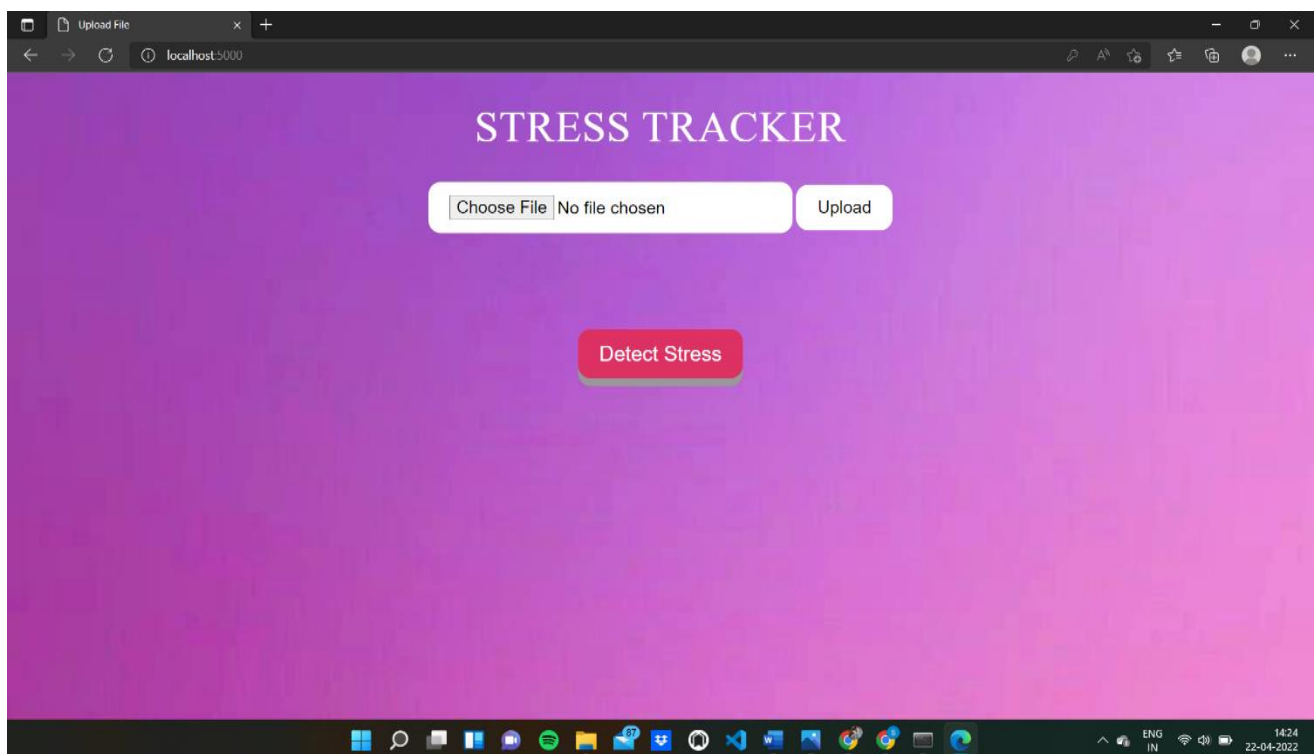 Upload File
localhost:5000
STRESS TRACKER
Choose File No file chosen
Upload
Detect Stress
87
ENG
IN
14:24
22-04-2022